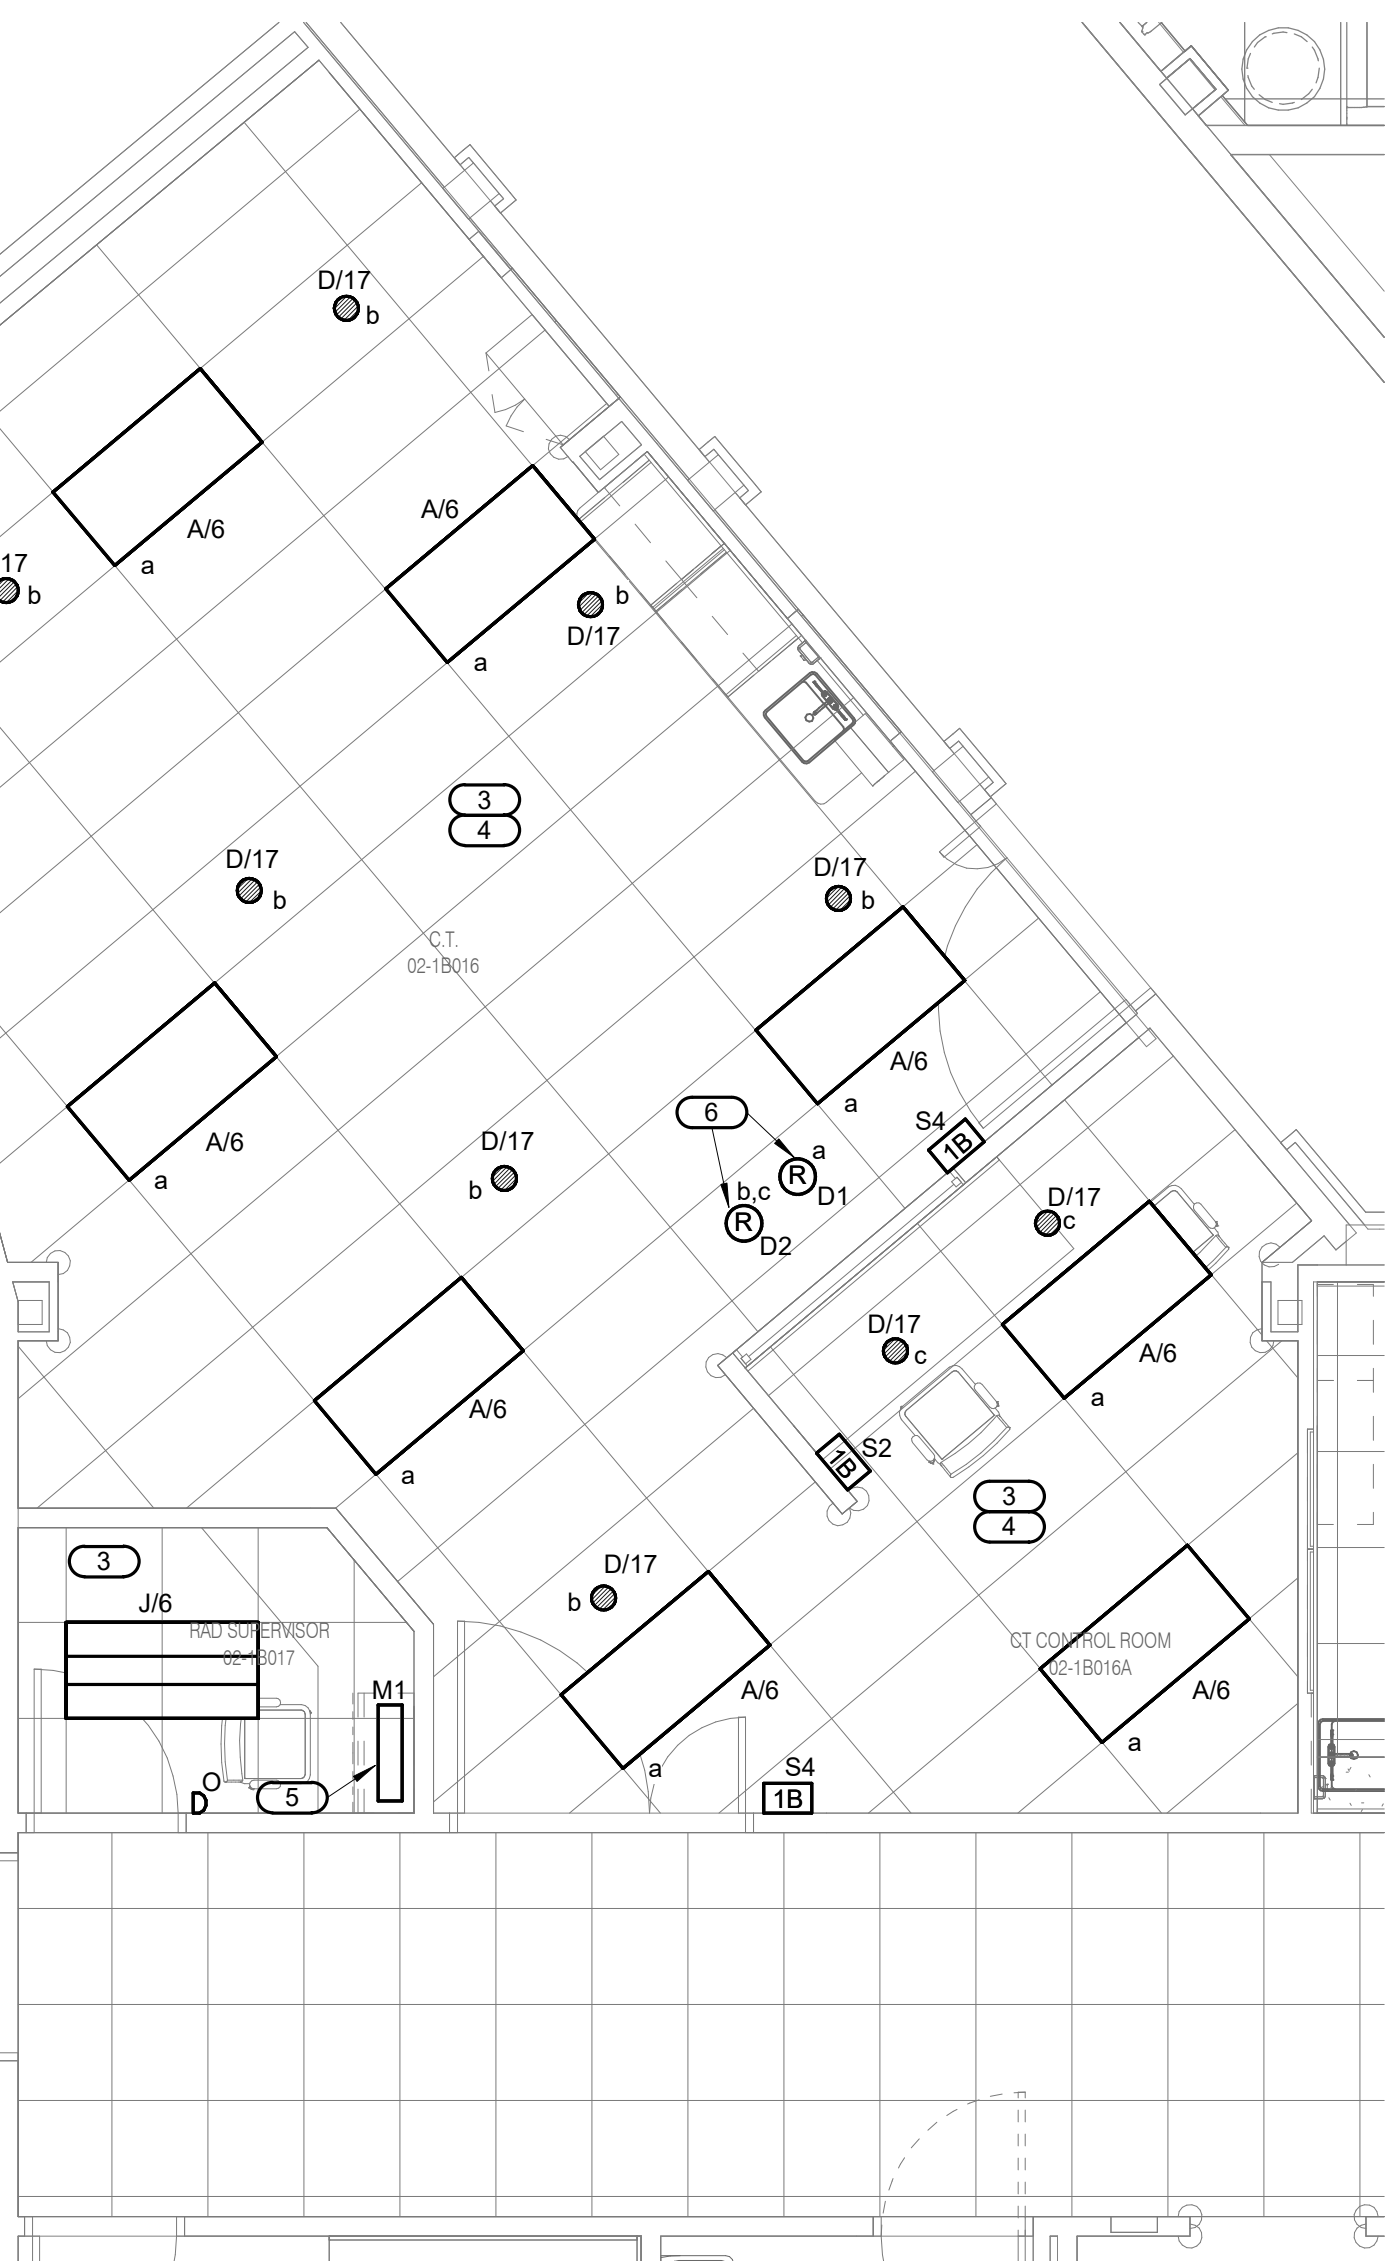 D/17
b
A/6
a
A/6
a
17
b
b
D/17
3
4
D/17
b
D/17
b
C.T.
02-1B016
A/6
a
A/6
a
6
S4
1B
a
R
D1
b,c
R
D2
D/17
b
D/17
c
D/17
c
A/6
a
A/6
a
S2
1B
3
4
3
J/6
RAD SUPERVISOR
02-1B017
D/17
b
A/6
a
CT CONTROL ROOM
02-1B016A
A/6
a
M1
O
5
S4
1B